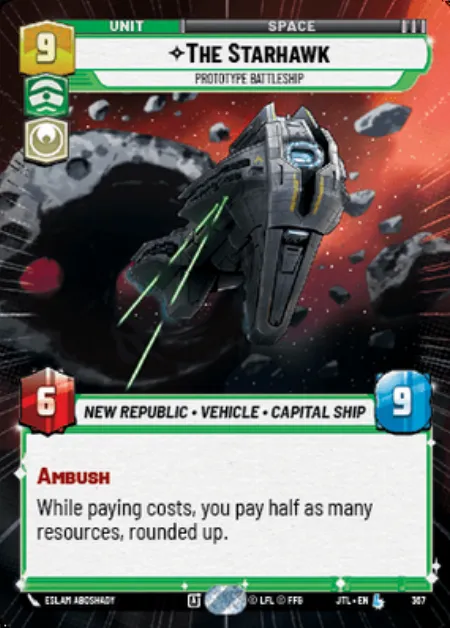 UNIT
SPACE
9
THE STARHAWK
PROTOTYPE BATTLESHIP
6
NEW REPUBLIC • VEHICLE • CAPITAL SHIP
9
AMBUSH
While paying costs, you pay half as many
resources, rounded up.
ESLAM ABOSHADY
© LFL © FFG
JTL • EN
367